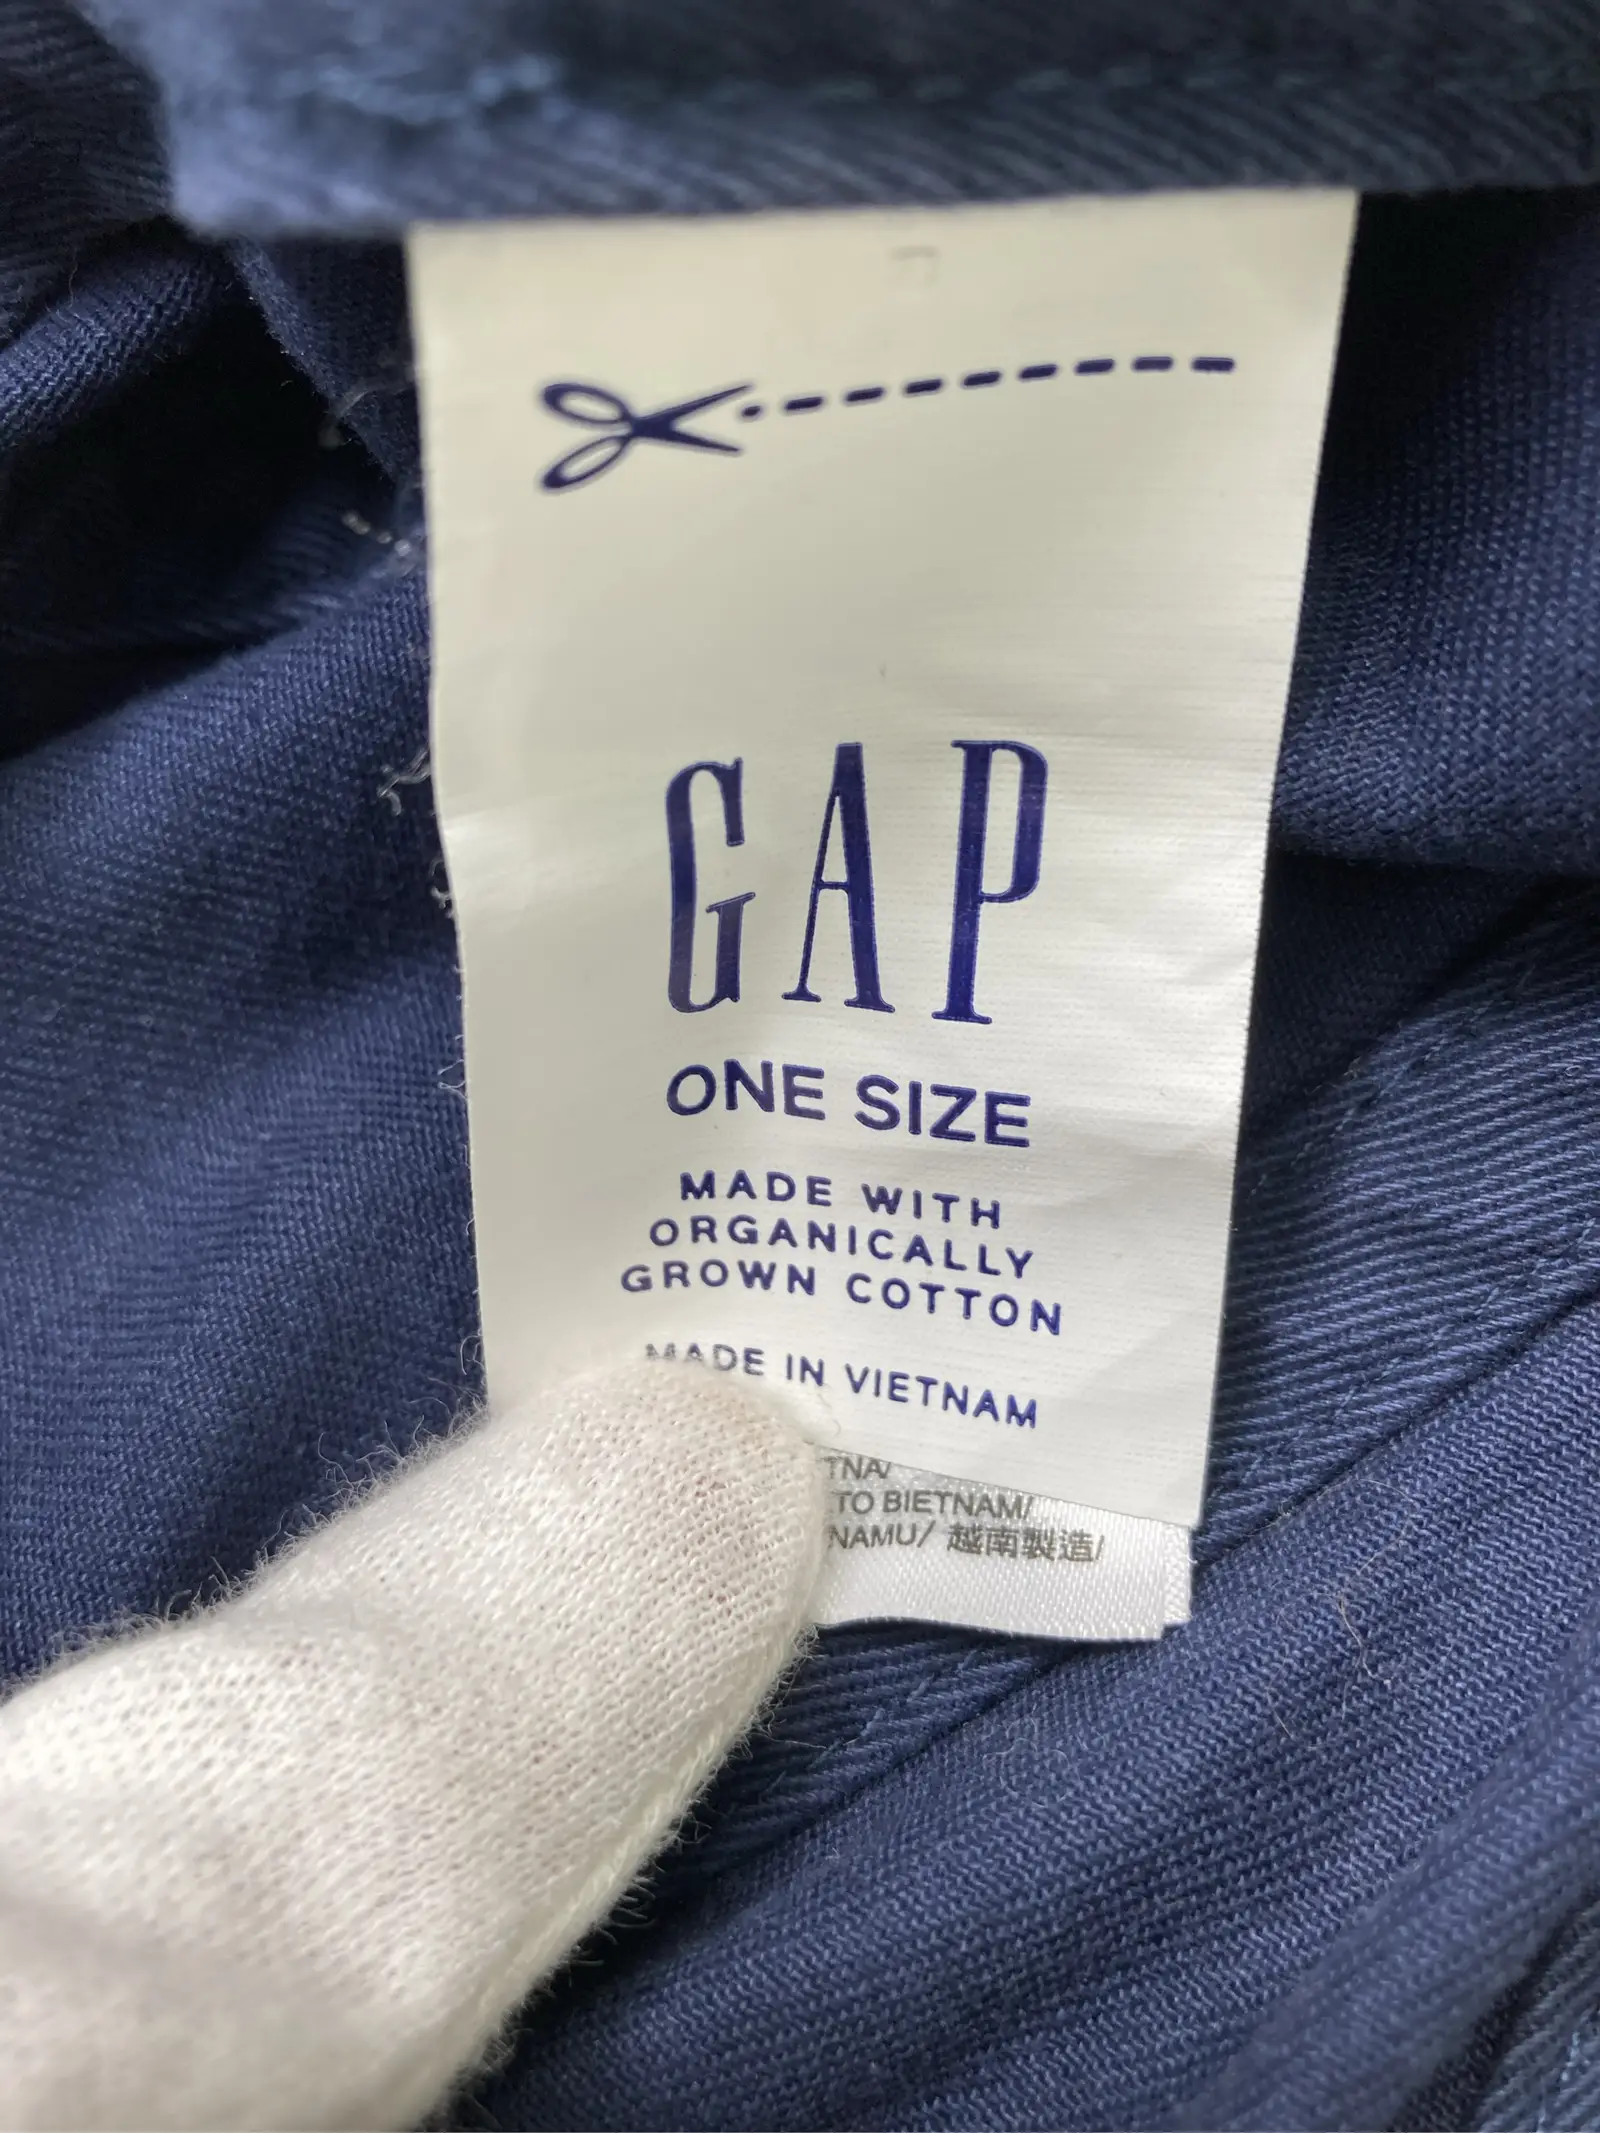 GAP
ONE SIZE
MADE WITH
ORGANICALLY
GROWN COTTON
MADE IN VIETNAM
TO BIETNAM/
NAMU/ 越南製造/